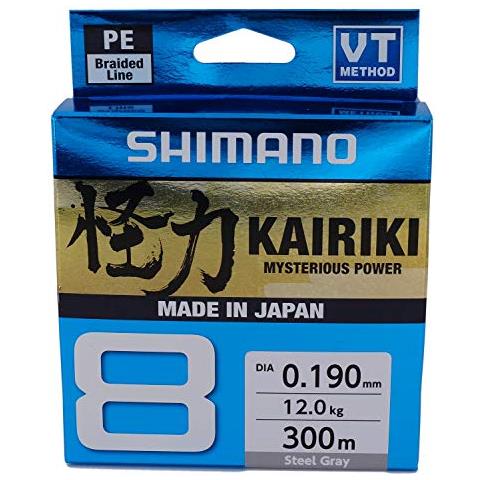 PE
Braided
Line
VT
METHOD
SHIMANO
怪力 KAIRIKI
MYSTERIOUS POWER
MADE IN JAPAN
8
DIA 0.190mm
12.0kg
300m
Steel Gray